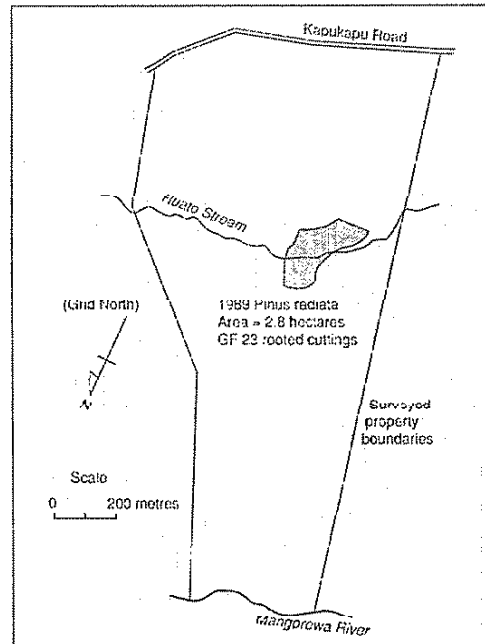 Kapukapu Road
Huato Stream
(Grid North)
N
1989 Pinus radiata
Area = 2.8 hectares
GF 23 rooted cuttings
Surveyed
property
boundaries
Scale
0 200 metres
River